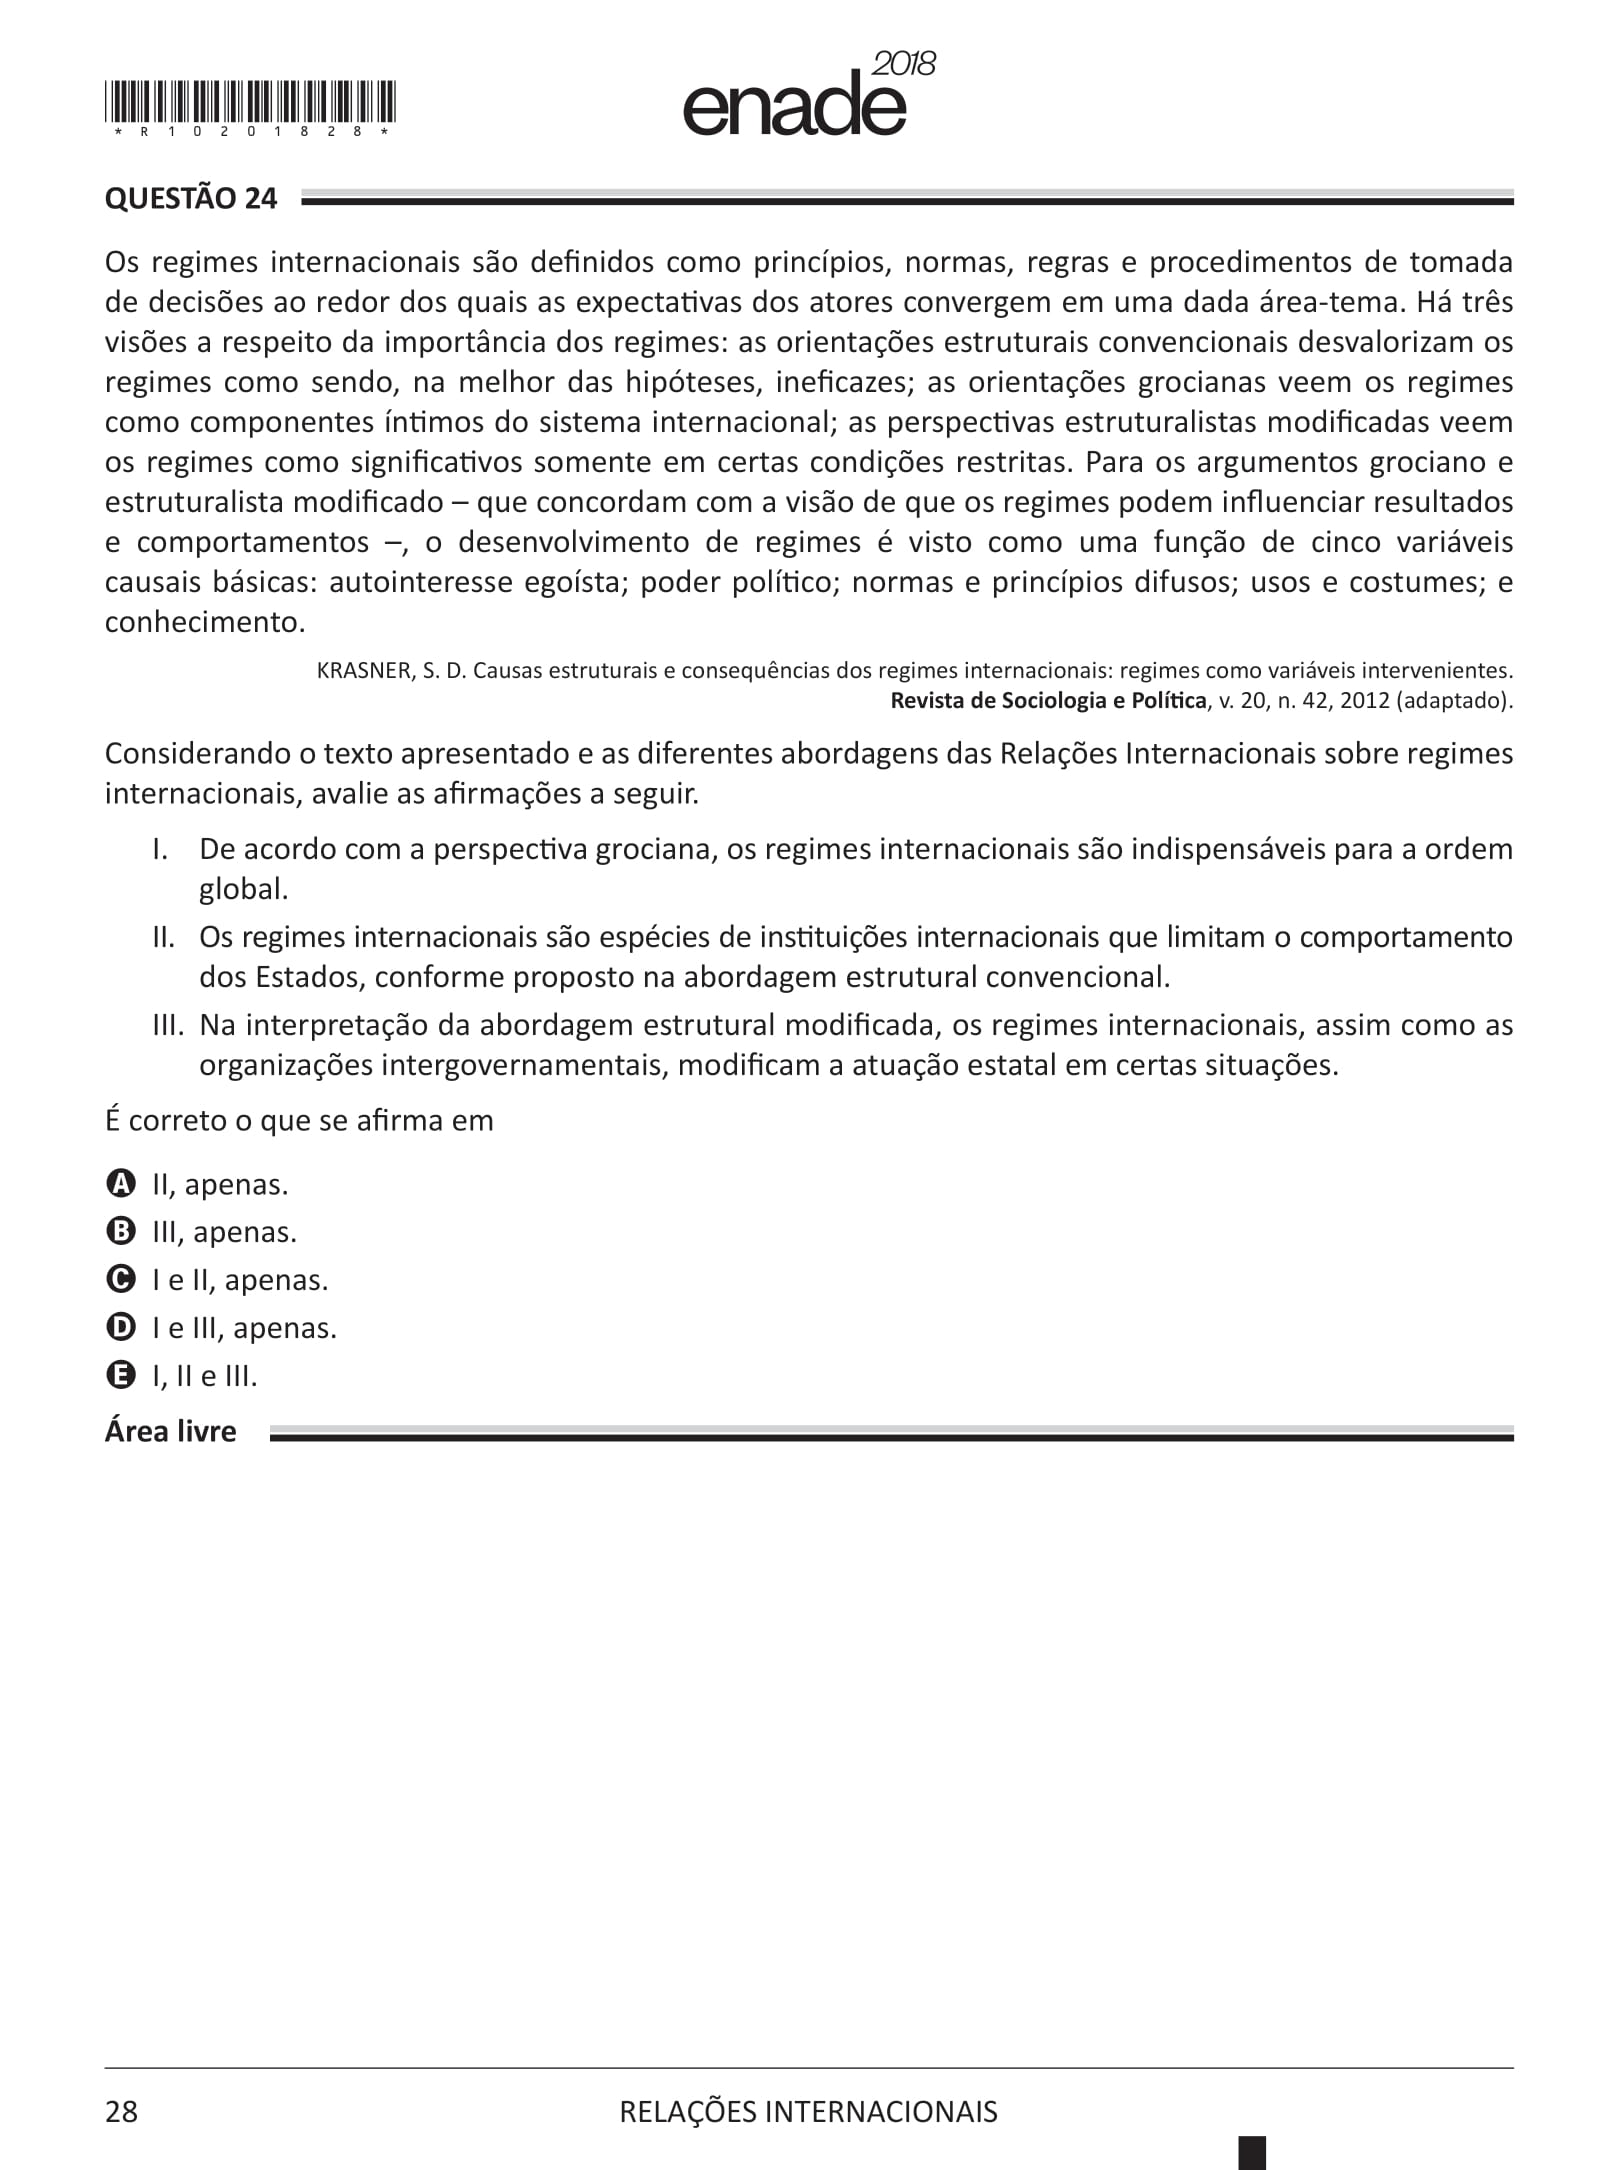 *R10201828*
enade2018
QUESTÃO 24
Os regimes internacionais são definidos como princípios, normas, regras e procedimentos de tomada
de decisões ao redor dos quais as expectativas dos atores convergem em uma dada área-tema. Há três
visões a respeito da importância dos regimes: as orientações estruturais convencionais desvalorizam os
regimes como sendo, na melhor das hipóteses, ineficazes; as orientações grocianas veem os regimes
como componentes íntimos do sistema internacional; as perspectivas estruturalistas modificadas veem
os regimes como significativos somente em certas condições restritas. Para os argumentos grociano e
estruturalista modificado – que concordam com a visão de que os regimes podem influenciar resultados
e comportamentos –, o desenvolvimento de regimes é visto como uma função de cinco variáveis
causais básicas: autointeresse egoísta; poder político; normas e princípios difusos; usos e costumes; e
conhecimento.
KRASNER, S. D. Causas estruturais e consequências dos regimes internacionais: regimes como variáveis intervenientes.
Revista de Sociologia e Política, v. 20, n. 42, 2012 (adaptado).
Considerando o texto apresentado e as diferentes abordagens das Relações Internacionais sobre regimes
internacionais, avalie as afirmações a seguir.
I. De acordo com a perspectiva grociana, os regimes internacionais são indispensáveis para a ordem
global.
II. Os regimes internacionais são espécies de instituições internacionais que limitam o comportamento
dos Estados, conforme proposto na abordagem estrutural convencional.
III. Na interpretação da abordagem estrutural modificada, os regimes internacionais, assim como as
organizações intergovernamentais, modificam a atuação estatal em certas situações.
É correto o que se afirma em
A II, apenas.
B III, apenas.
C I e II, apenas.
D I e III, apenas.
E I, II e III.
Área livre
28
RELAÇÕES INTERNACIONAIS